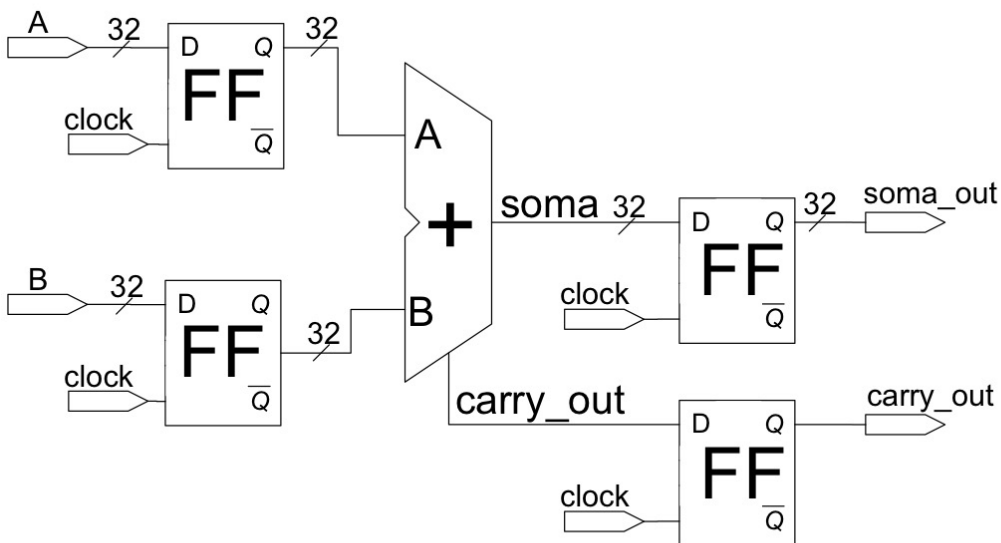 A
32
D
Q
FF
Q
32
clock
A
+
B
B
32
D
Q
FF
Q
32
clock
soma
32
D
Q
FF
Q
32
soma_out
clock
carry_out
D
Q
FF
Q
carry_out
clock